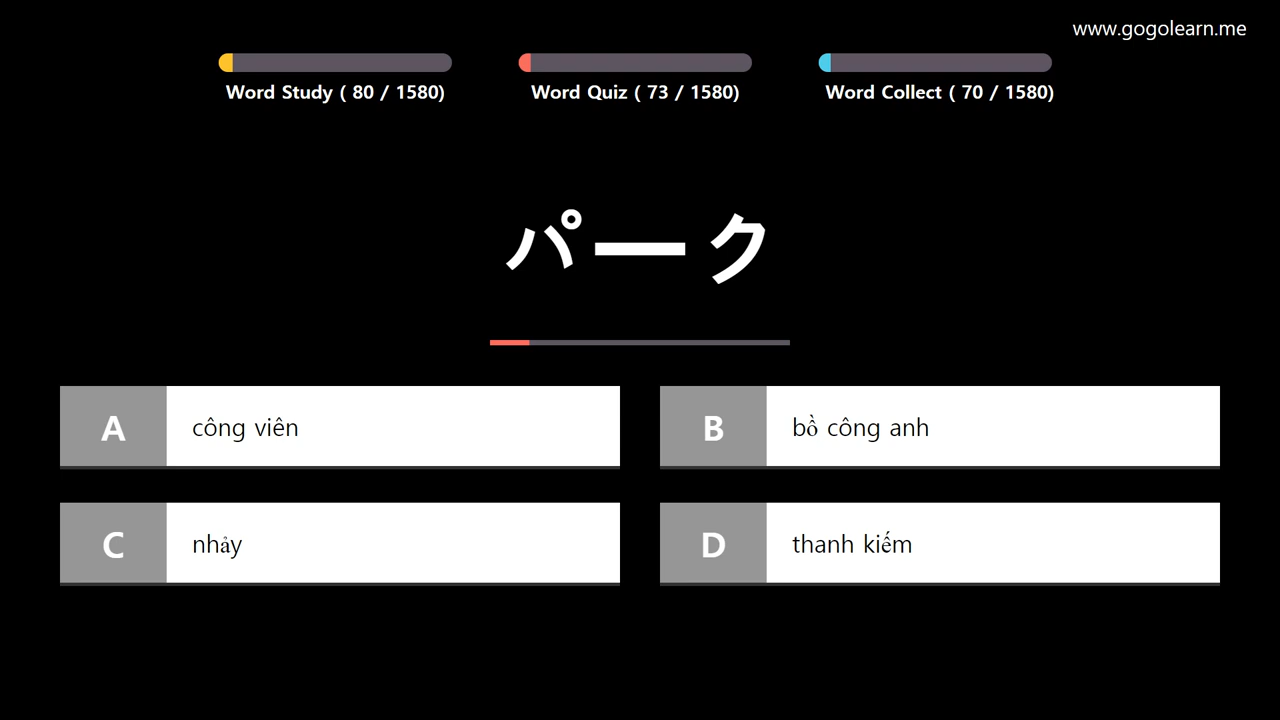 www.gogolearn.me
Word Study ( 80 / 1580)
Word Quiz ( 73 / 1580)
Word Collect ( 70 / 1580)
パーク
A công viên
B bồ công anh
C nhảy
D thanh kiếm